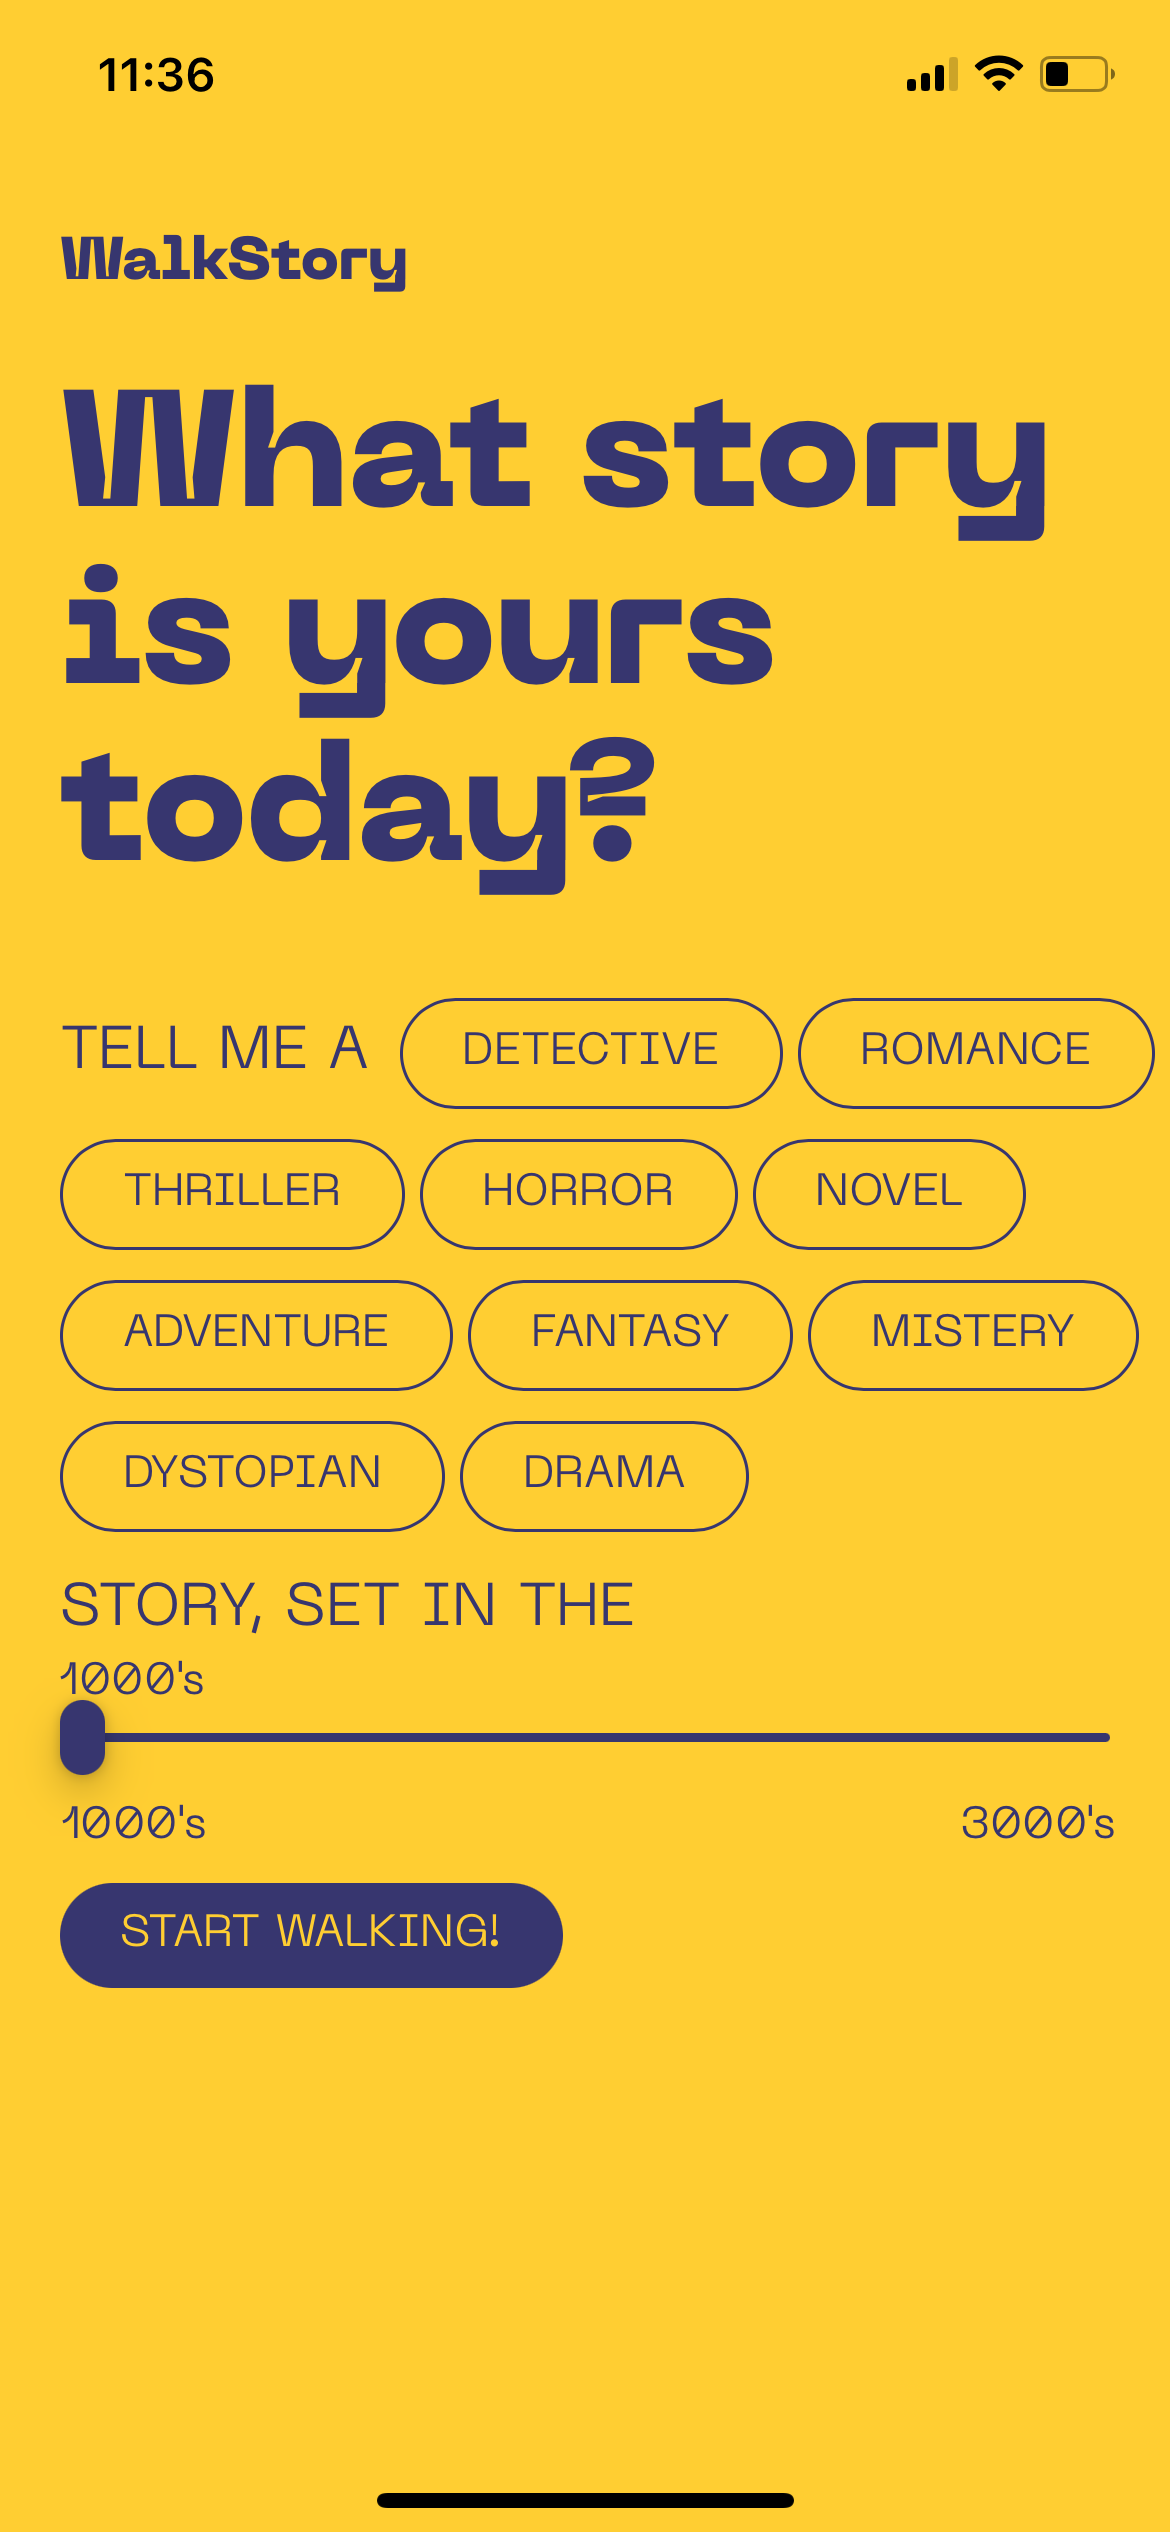 11:36
WalkStory
What story
is yours
today?
TELL ME A DETECTIVE ROMANCE
THRILLER HORROR NOVEL
ADVENTURE FANTASY MISTERY
DYSTOPIAN DRAMA
STORY, SET IN THE
1000's
1000's 3000's
START WALKING!